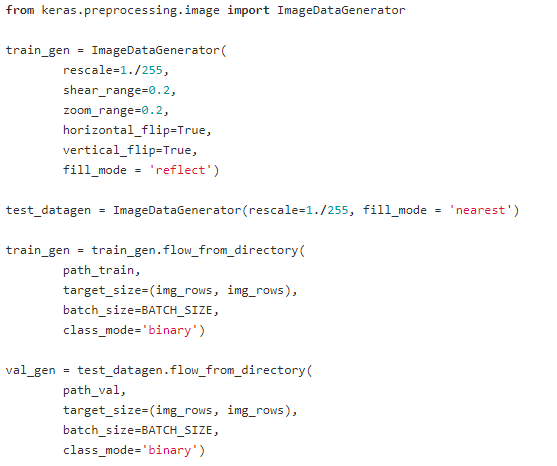 from keras.preprocessing.image import ImageDataGenerator
train_gen = ImageDataGenerator(
rescale=1./255,
shear_range=0.2,
zoom_range=0.2,
horizontal_flip=True,
vertical_flip=True,
fill_mode = 'reflect')
test_datagen = ImageDataGenerator(rescale=1./255, fill_mode = 'nearest')
train_gen = train_gen.flow_from_directory(
path_train,
target_size=(img_rows, img_rows),
batch_size=BATCH_SIZE,
class_mode='binary')
val_gen = test_datagen.flow_from_directory(
path_val,
target_size=(img_rows, img_rows),
batch_size=BATCH_SIZE,
class_mode='binary')